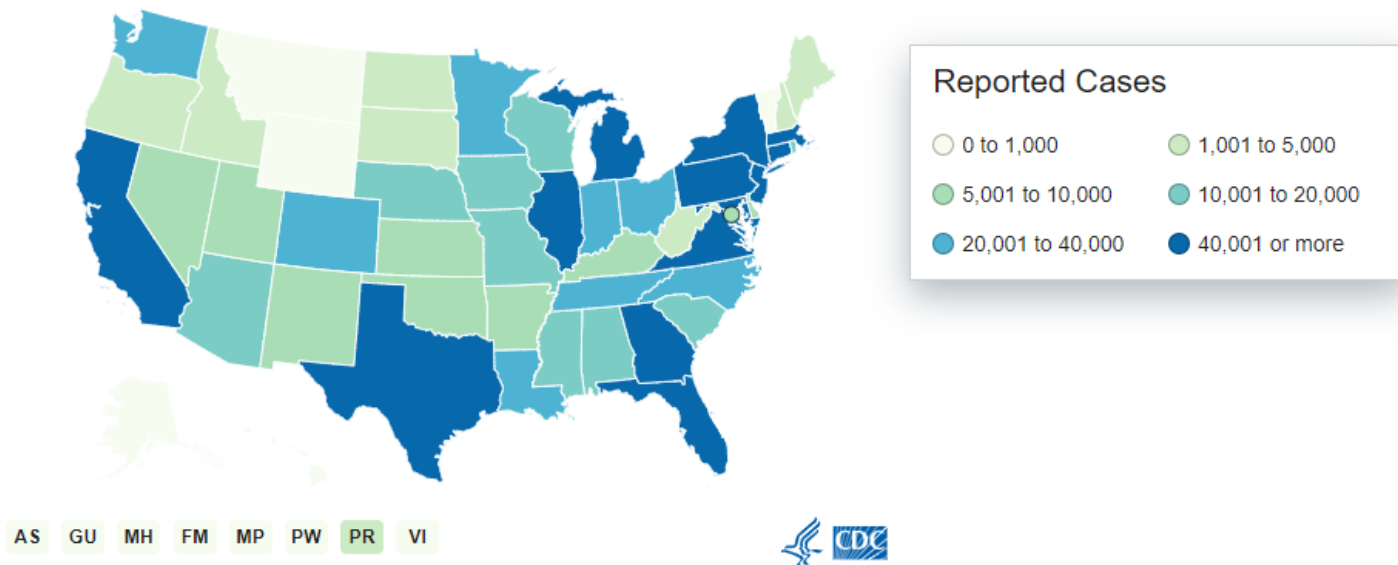 Reported Cases
0 to 1,000
1,001 to 5,000
5,001 to 10,000
10,001 to 20,000
20,001 to 40,000
40,001 or more
AS GU MH FM MP PW PR VI
CDC